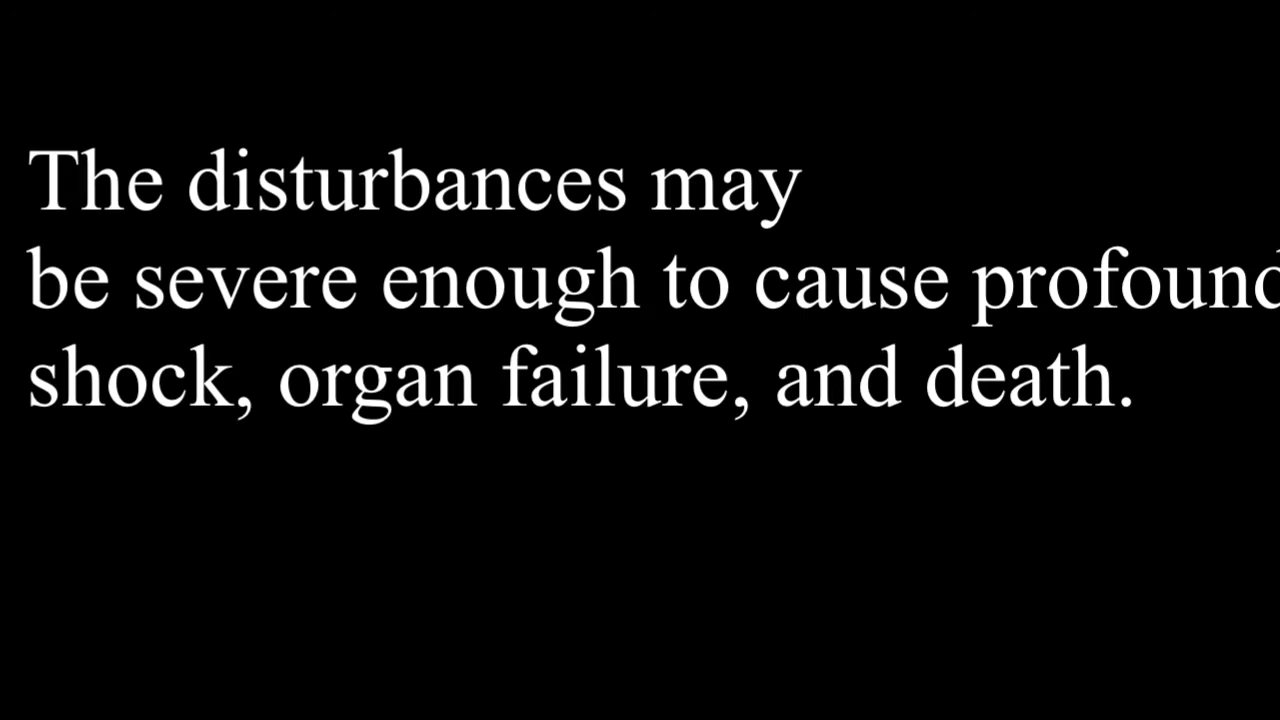 The disturbances may
be severe enough to cause profound
shock, organ failure, and death.